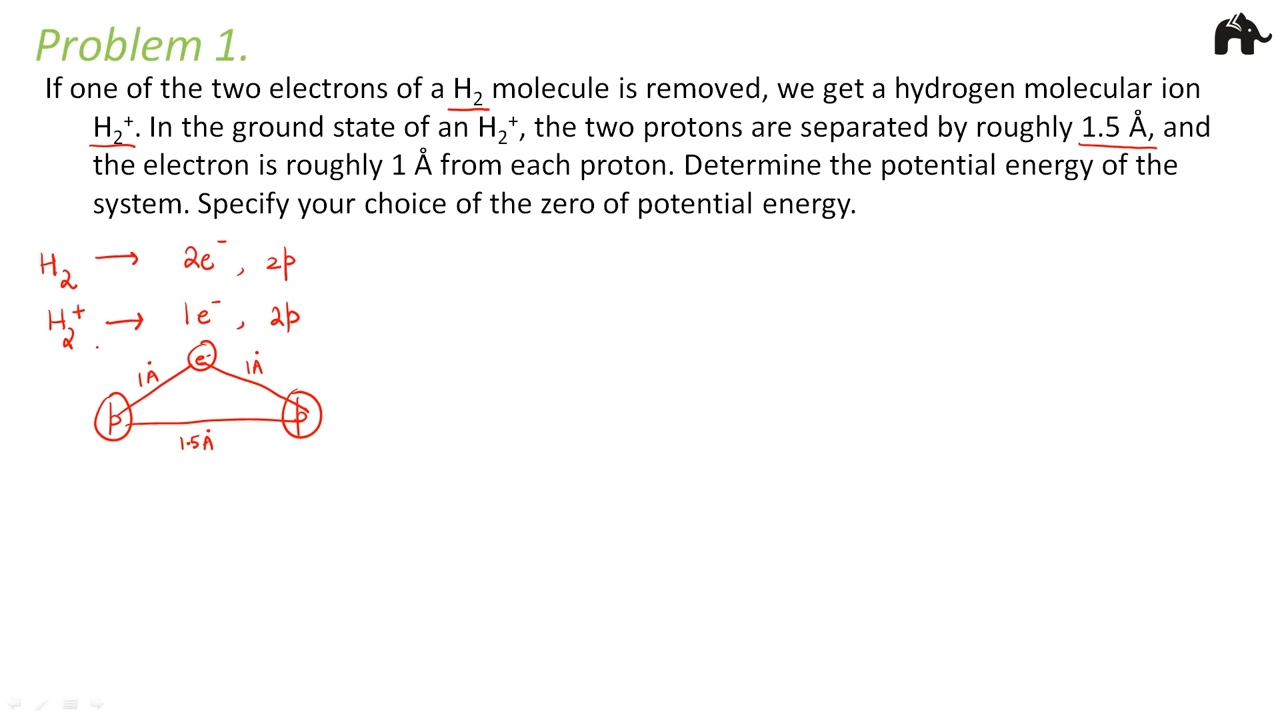 Problem 1.
If one of the two electrons of a H₂ molecule is removed, we get a hydrogen molecular ion
H₂⁺. In the ground state of an H₂⁺, the two protons are separated by roughly 1.5 Å, and
the electron is roughly 1 Å from each proton. Determine the potential energy of the
system. Specify your choice of the zero of potential energy.
H₂ → 2e⁻, 2p
H₂⁺ → 1e⁻, 2p
e⁻
1Å 1Å
p p
1.5Å